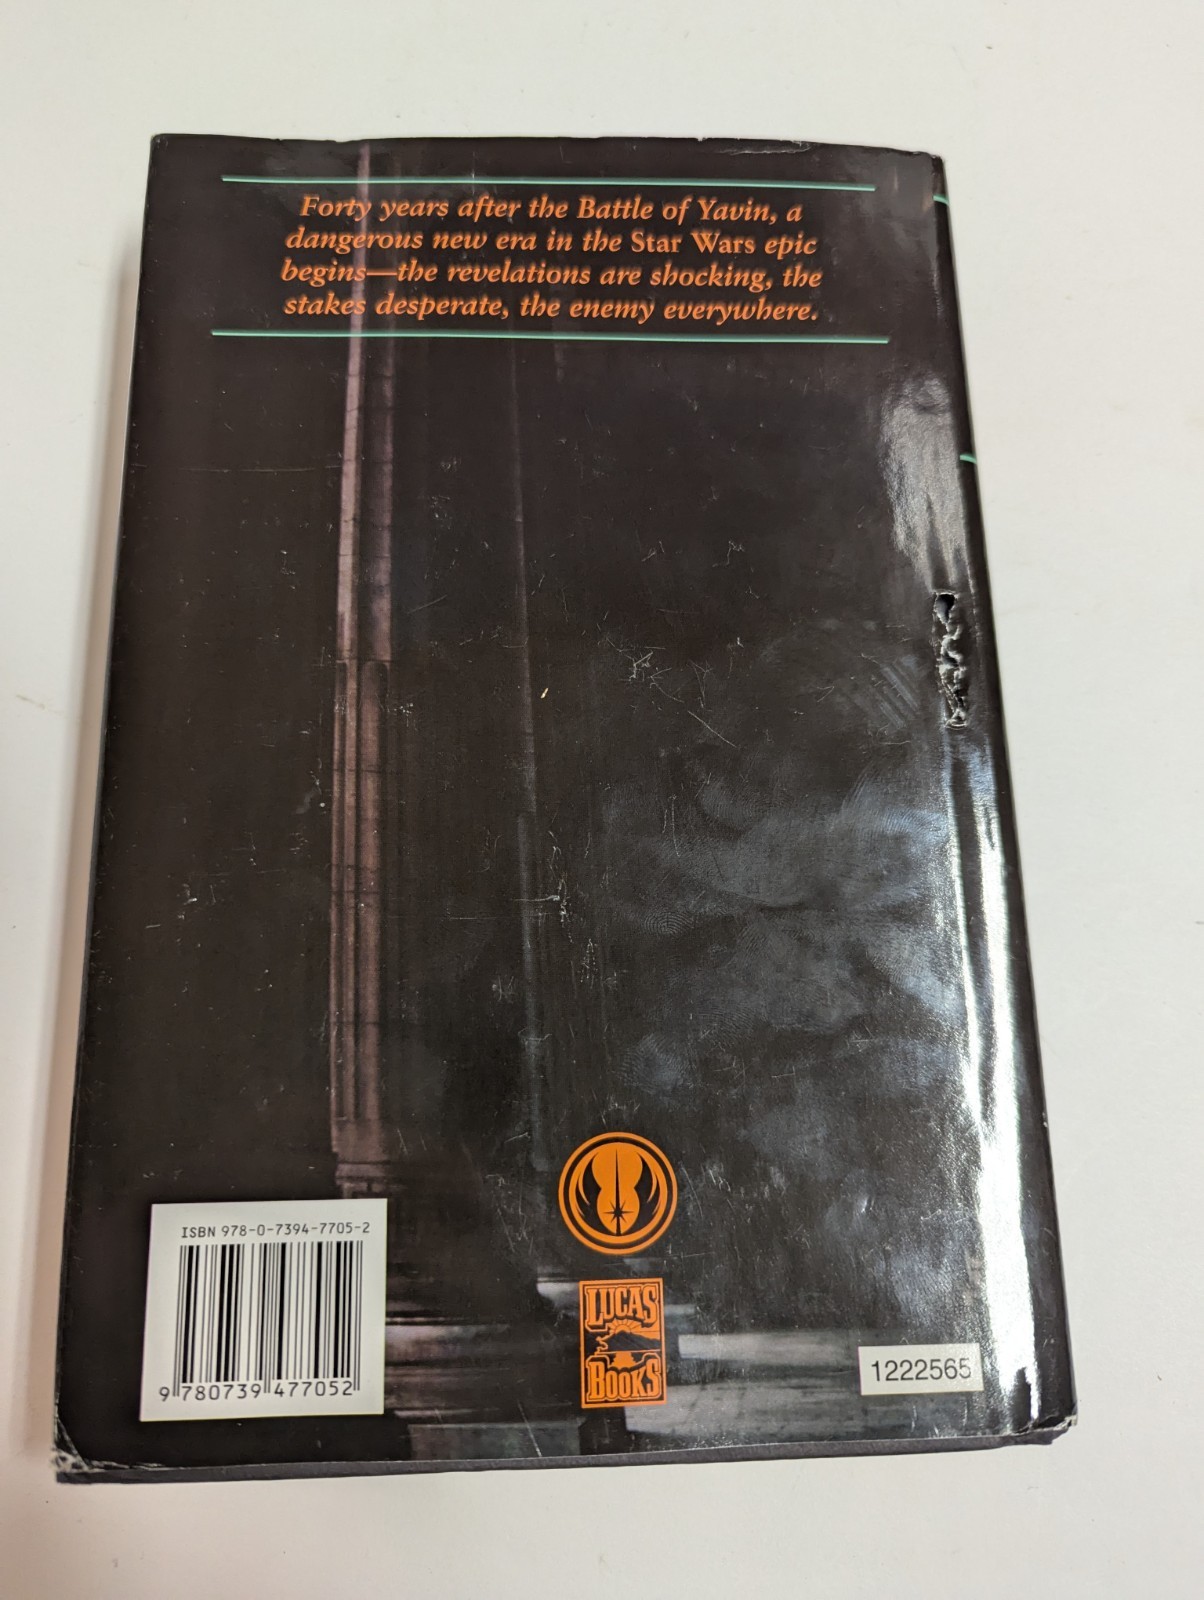 Forty years after the Battle of Yavin, a
dangerous new era in the Star Wars epic
begins—the revelations are shocking, the
stakes desperate, the enemy everywhere.
ISBN 978-0-7394-7705-2
9 780739 477052
LUCAS
BOOKS
1222565